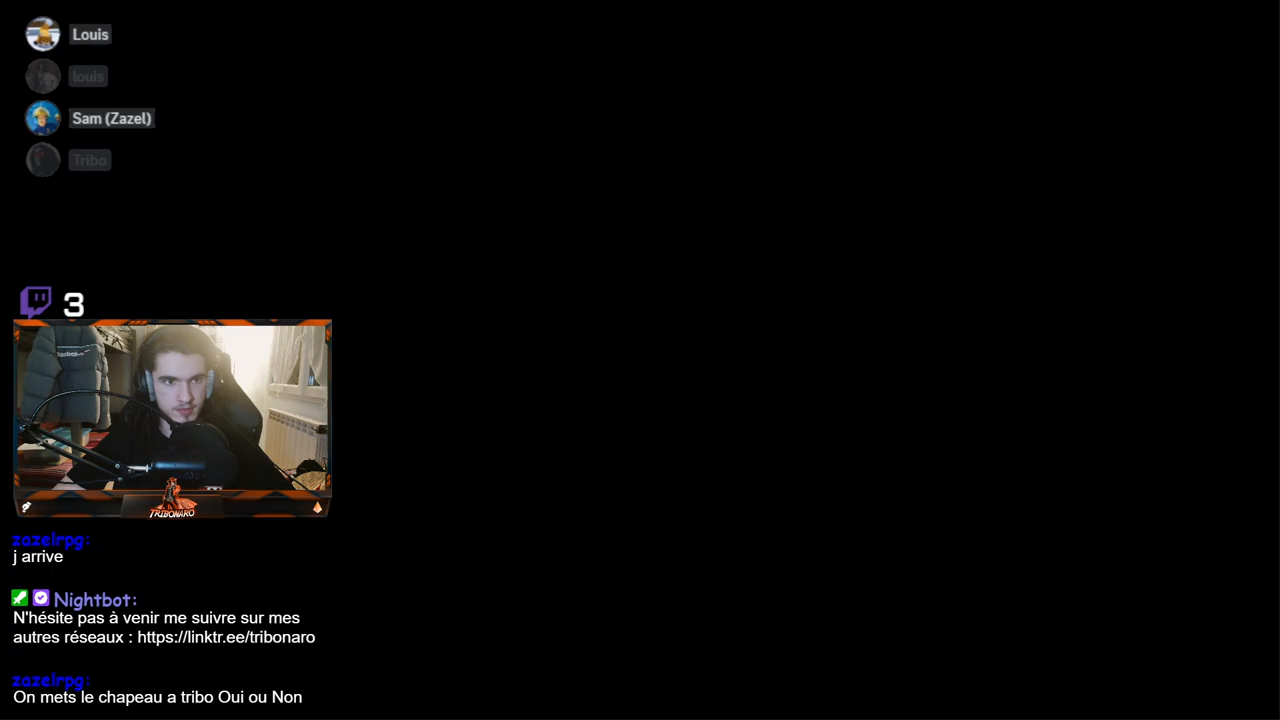 Louis
louis
Sam (Zazel)
Tribo
3
TRIBONARO
zazelrpg:
j arrive
Nightbot:
N'hésite pas à venir me suivre sur mes
autres réseaux : https://linktr.ee/tribonaro
zazelrpg:
On mets le chapeau a tribo Oui ou Non